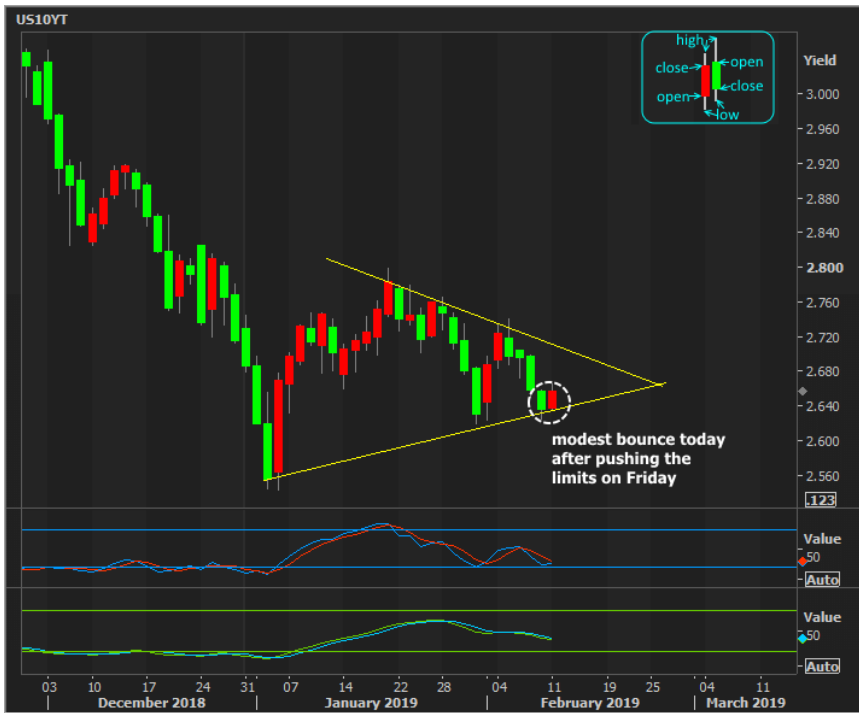 US10YT
high
close
open
open
close
low
Yield
3.000
2.960
2.920
2.880
2.840
2.800
2.760
2.720
2.680
2.640
2.600
2.560
.123
modest bounce today
after pushing the
limits on Friday
Value
50
Auto
Value
50
Auto
03 10 17 24 31 07 14 22 28 04 11 19 25 04 11
December 2018 January 2019 February 2019 March 2019